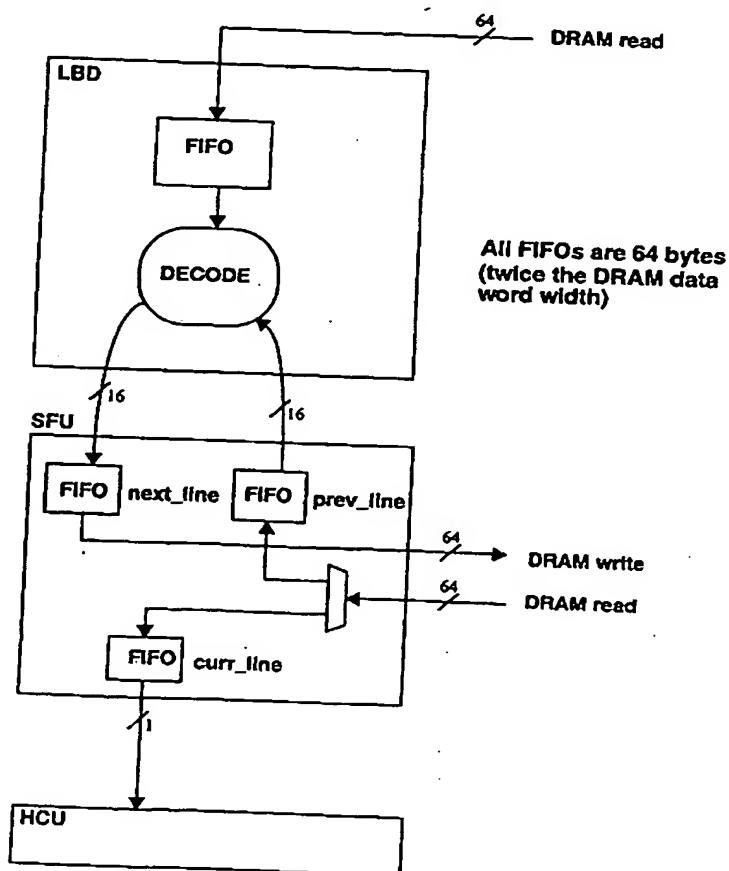 64
DRAM read
LBD
FIFO
DECODE
All FIFOs are 64 bytes
(twice the DRAM data
word width)
16
16
SFU
FIFO
next_line
FIFO
prev_line
64
DRAM write
64
DRAM read
FIFO
curr_line
1
HCU